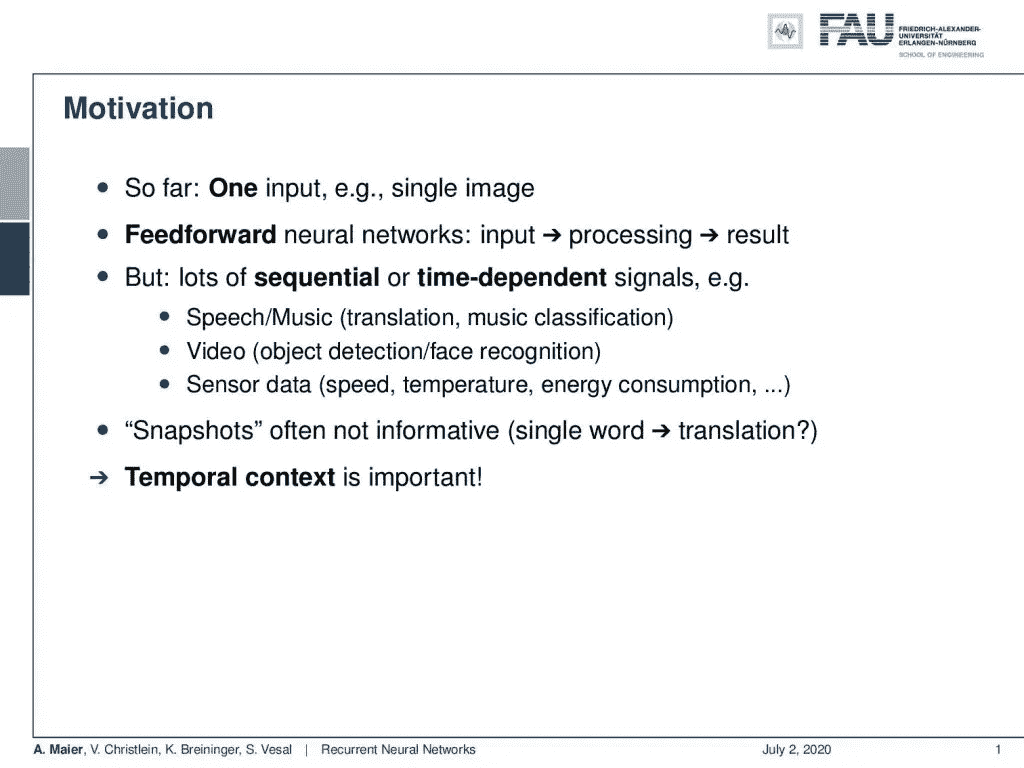 FAU
FRIEDRICH-ALEXANDER-
UNIVERSITÄT
ERLANGEN-NÜRNBERG
SCHOOL OF ENGINEERING
Motivation
• So far: One input, e.g., single image
• Feedforward neural networks: input ➔ processing ➔ result
• But: lots of sequential or time-dependent signals, e.g.
• Speech/Music (translation, music classification)
• Video (object detection/face recognition)
• Sensor data (speed, temperature, energy consumption, ...)
• “Snapshots” often not informative (single word ➔ translation?)
➔ Temporal context is important!
A. Maier, V. Christlein, K. Breininger, S. Vesal | Recurrent Neural Networks July 2, 2020 1